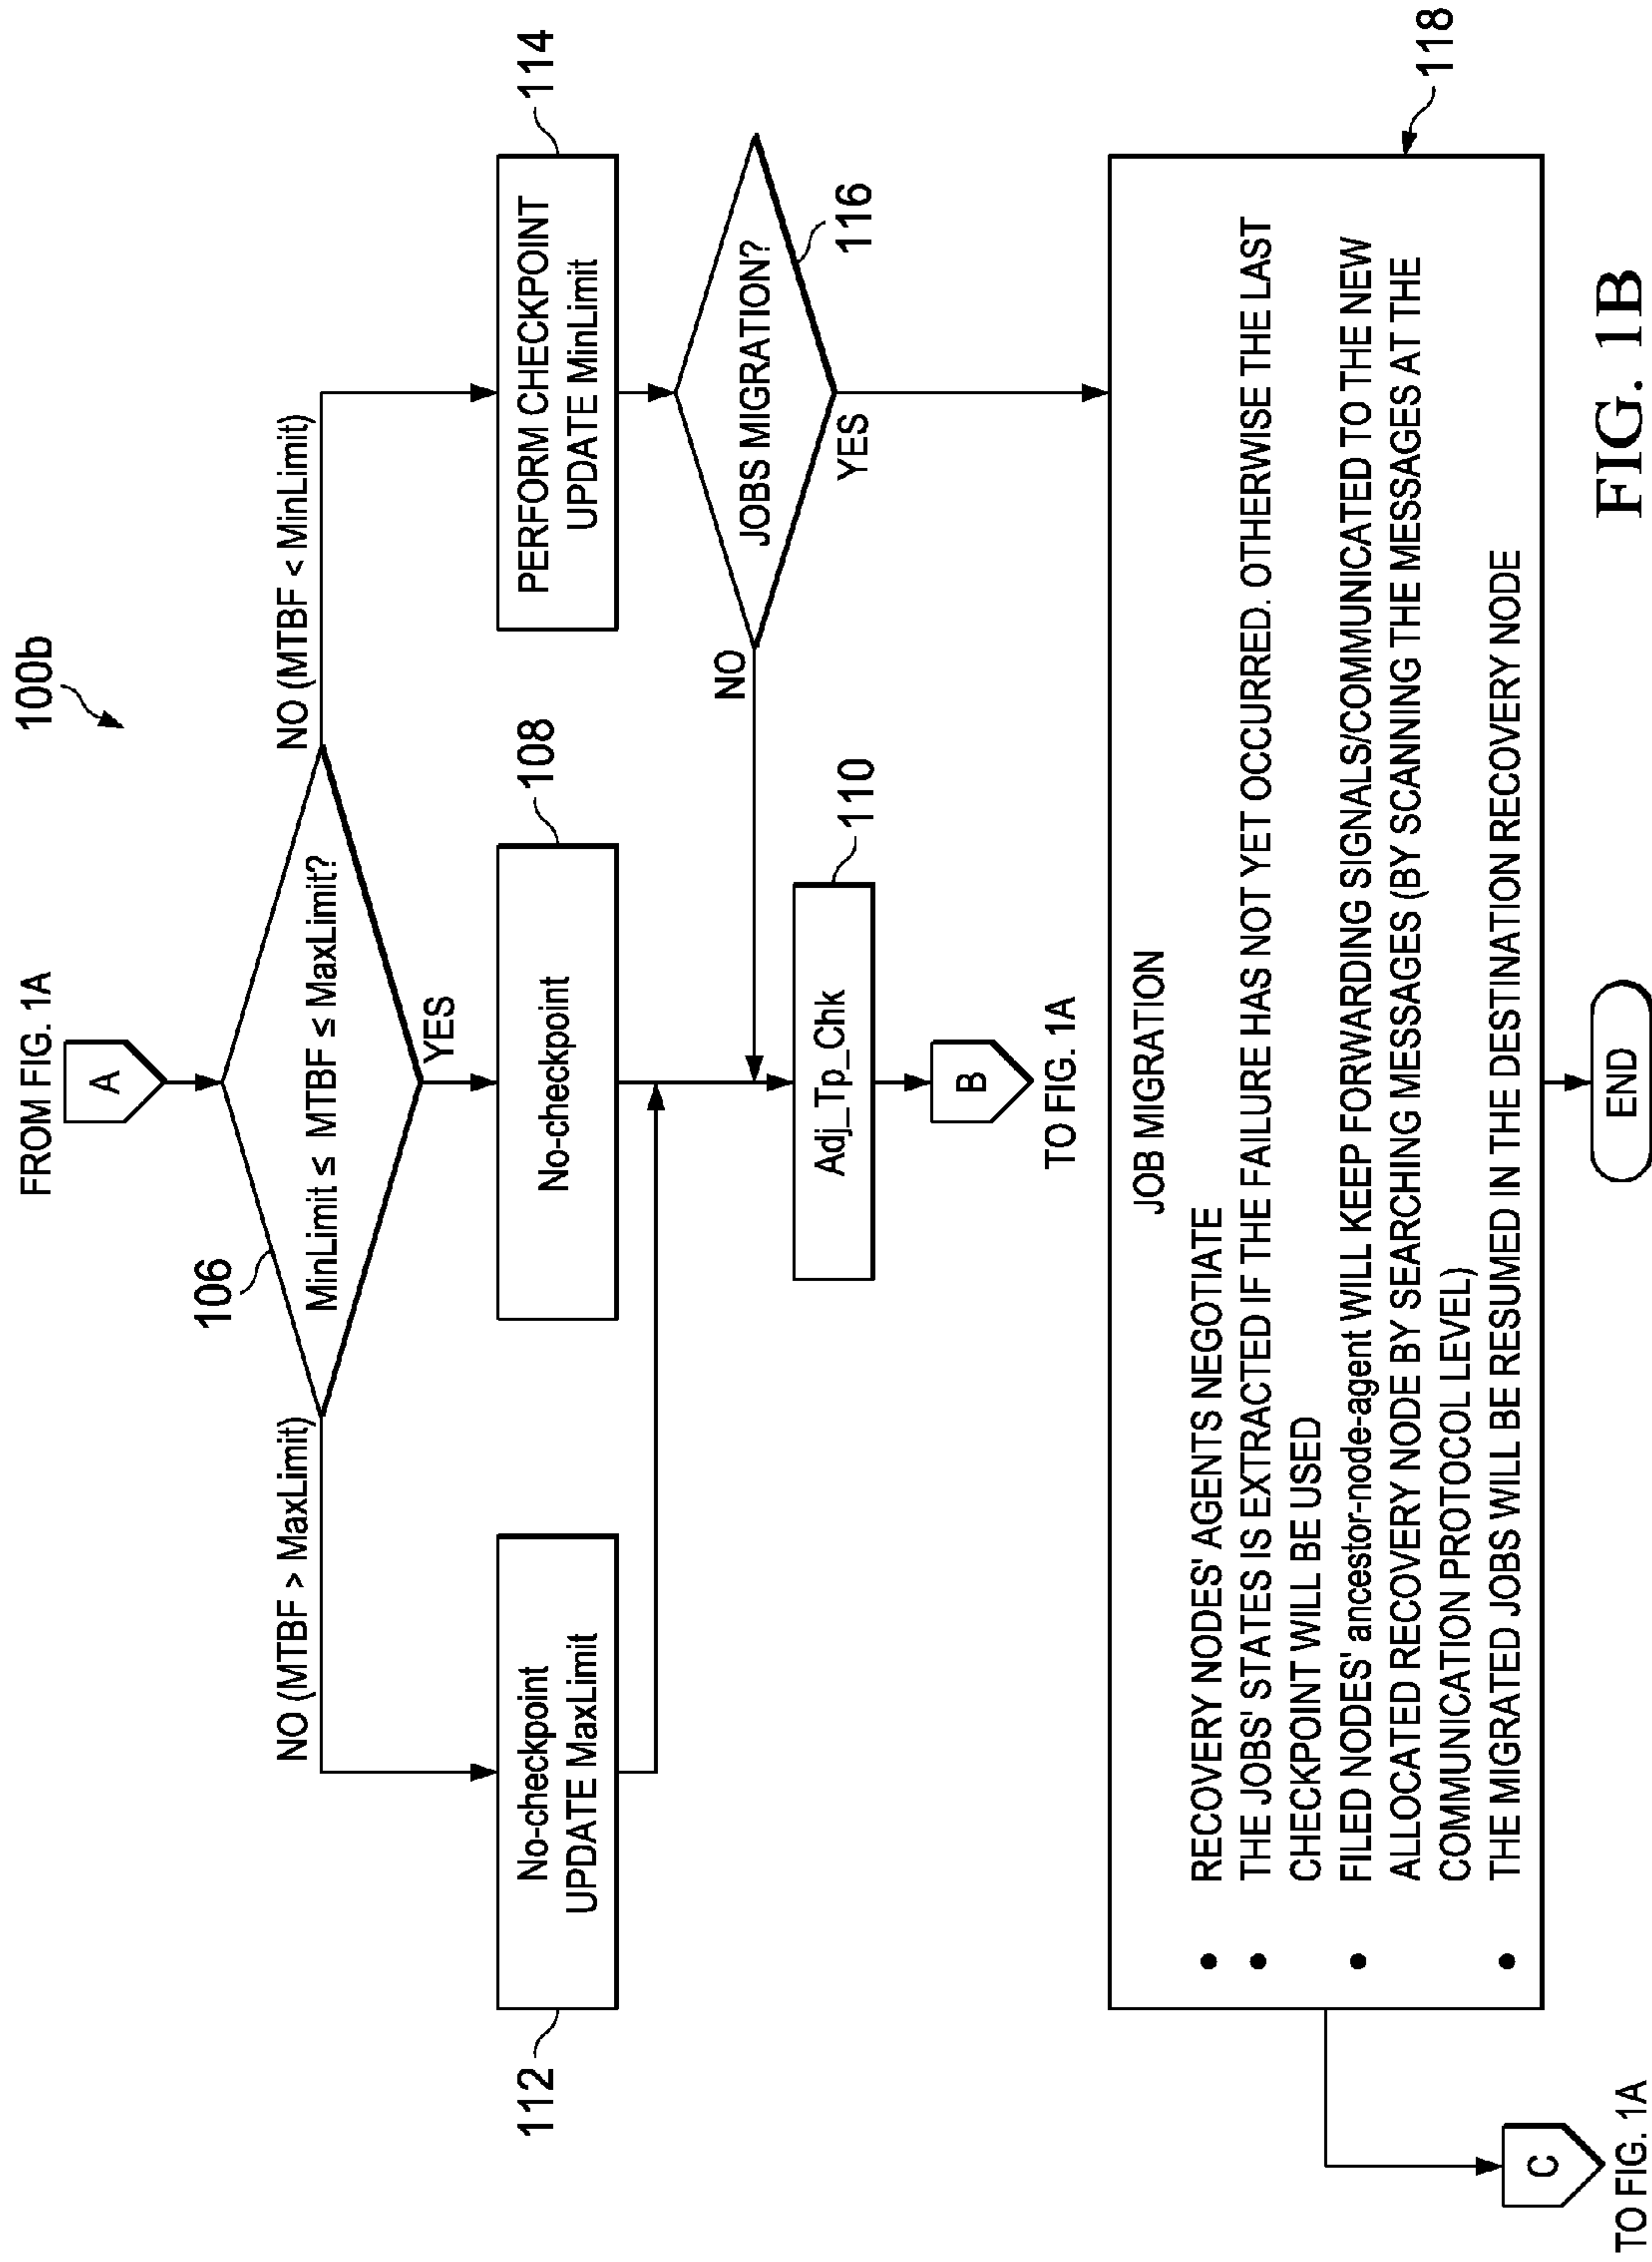 100b
FROM FIG. 1A
A
106
MinLimit ≤ MTBF ≤ MaxLimit?
NO (MTBF > MaxLimit)
YES
NO (MTBF < MinLimit)
112
No-checkpoint
UPDATE MaxLimit
108
No-checkpoint
114
PERFORM CHECKPOINT
UPDATE MinLimit
116
JOBS MIGRATION?
NO
YES
110
Adj_Tp_Chk
B
TO FIG. 1A
118
JOB MIGRATION
• RECOVERY NODES' AGENTS NEGOTIATE
• THE JOBS' STATES IS EXTRACTED IF THE FAILURE HAS NOT YET OCCURRED. OTHERWISE THE LAST
CHECKPOINT WILL BE USED
• FILED NODES' ancestor-node-agent WILL KEEP FORWARDING SIGNALS/COMMUNICATED TO THE NEW
ALLOCATED RECOVERY NODE BY SEARCHING MESSAGES (BY SCANNING THE MESSAGES AT THE
COMMUNICATION PROTOCOL LEVEL)
• THE MIGRATED JOBS WILL BE RESUMED IN THE DESTINATION RECOVERY NODE
C
TO FIG. 1A
END
FIG. 1B